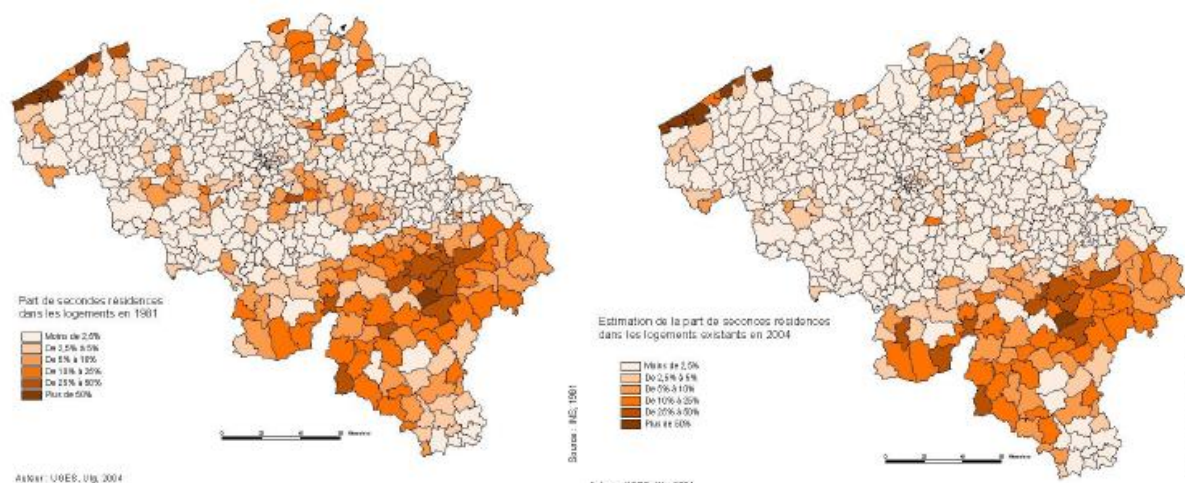 Part de secondes résidences
dans les logements en 1981
Moins de 2,5%
De 2,5% à 5%
De 5% à 10%
De 10% à 25%
De 25% à 50%
Plus de 50%
Auteur : UGES, Ulg, 2004
Source : INS, 1981
Estimation de la part de seconces résidences
dans les logements existants en 2004
Moins de 2,5%
De 2,5% à 5%
De 5% à 10%
De 10% à 25%
De 25% à 50%
Plus de 50%